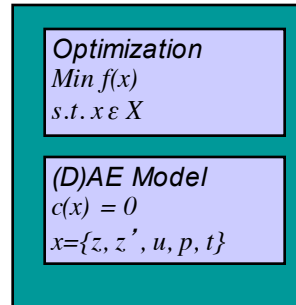 Optimization
Min f(x)
s.t. x ε X
(D)AE Model
c(x) = 0
x={z, z’, u, p, t}